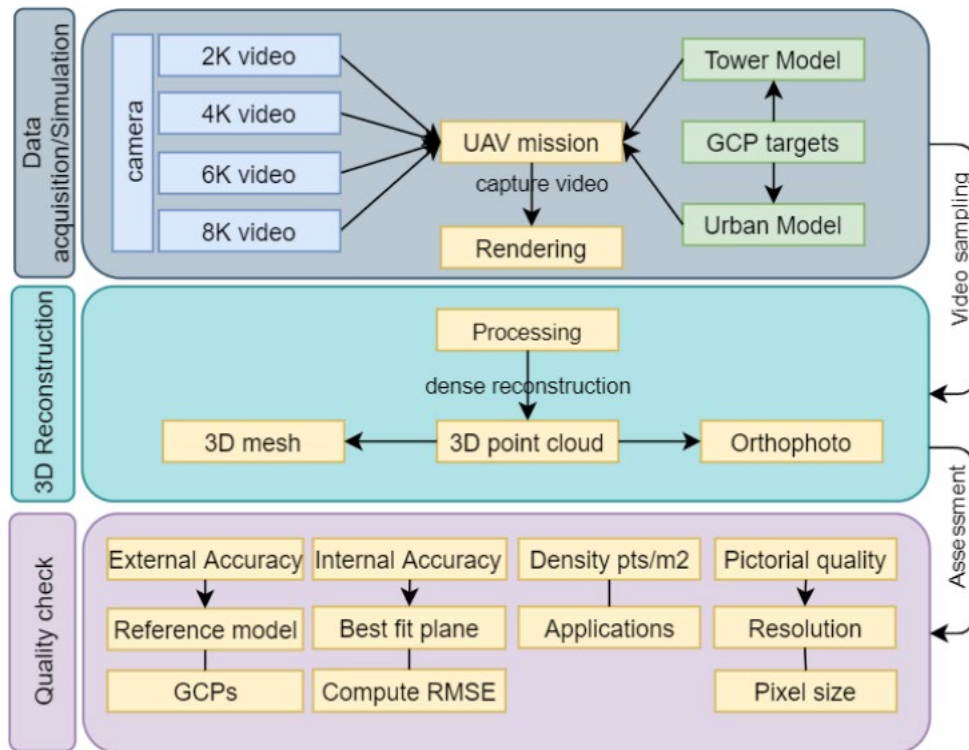 Data
acquisition/Simulation
camera
2K video
4K video
6K video
8K video
UAV mission
capture video
Rendering
Tower Model
GCP targets
Urban Model
Video sampling
3D Reconstruction
Processing
dense reconstruction
3D mesh
3D point cloud
Orthophoto
Assessment
Quality check
External Accuracy
Internal Accuracy
Density pts/m2
Pictorial quality
Reference model
Best fit plane
Applications
Resolution
GCPs
Compute RMSE
Pixel size